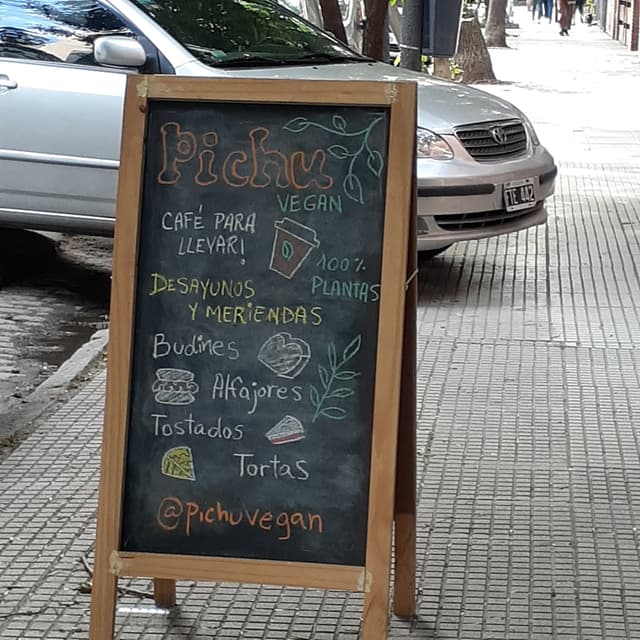 Pichu
VEGAN
CAFÉ PARA
LLEVAR!
100%
PLANTAS
DESAYUNOS
Y MERIENDAS
Budines
Alfajores
Tostados
Tortas
@pichuvegan